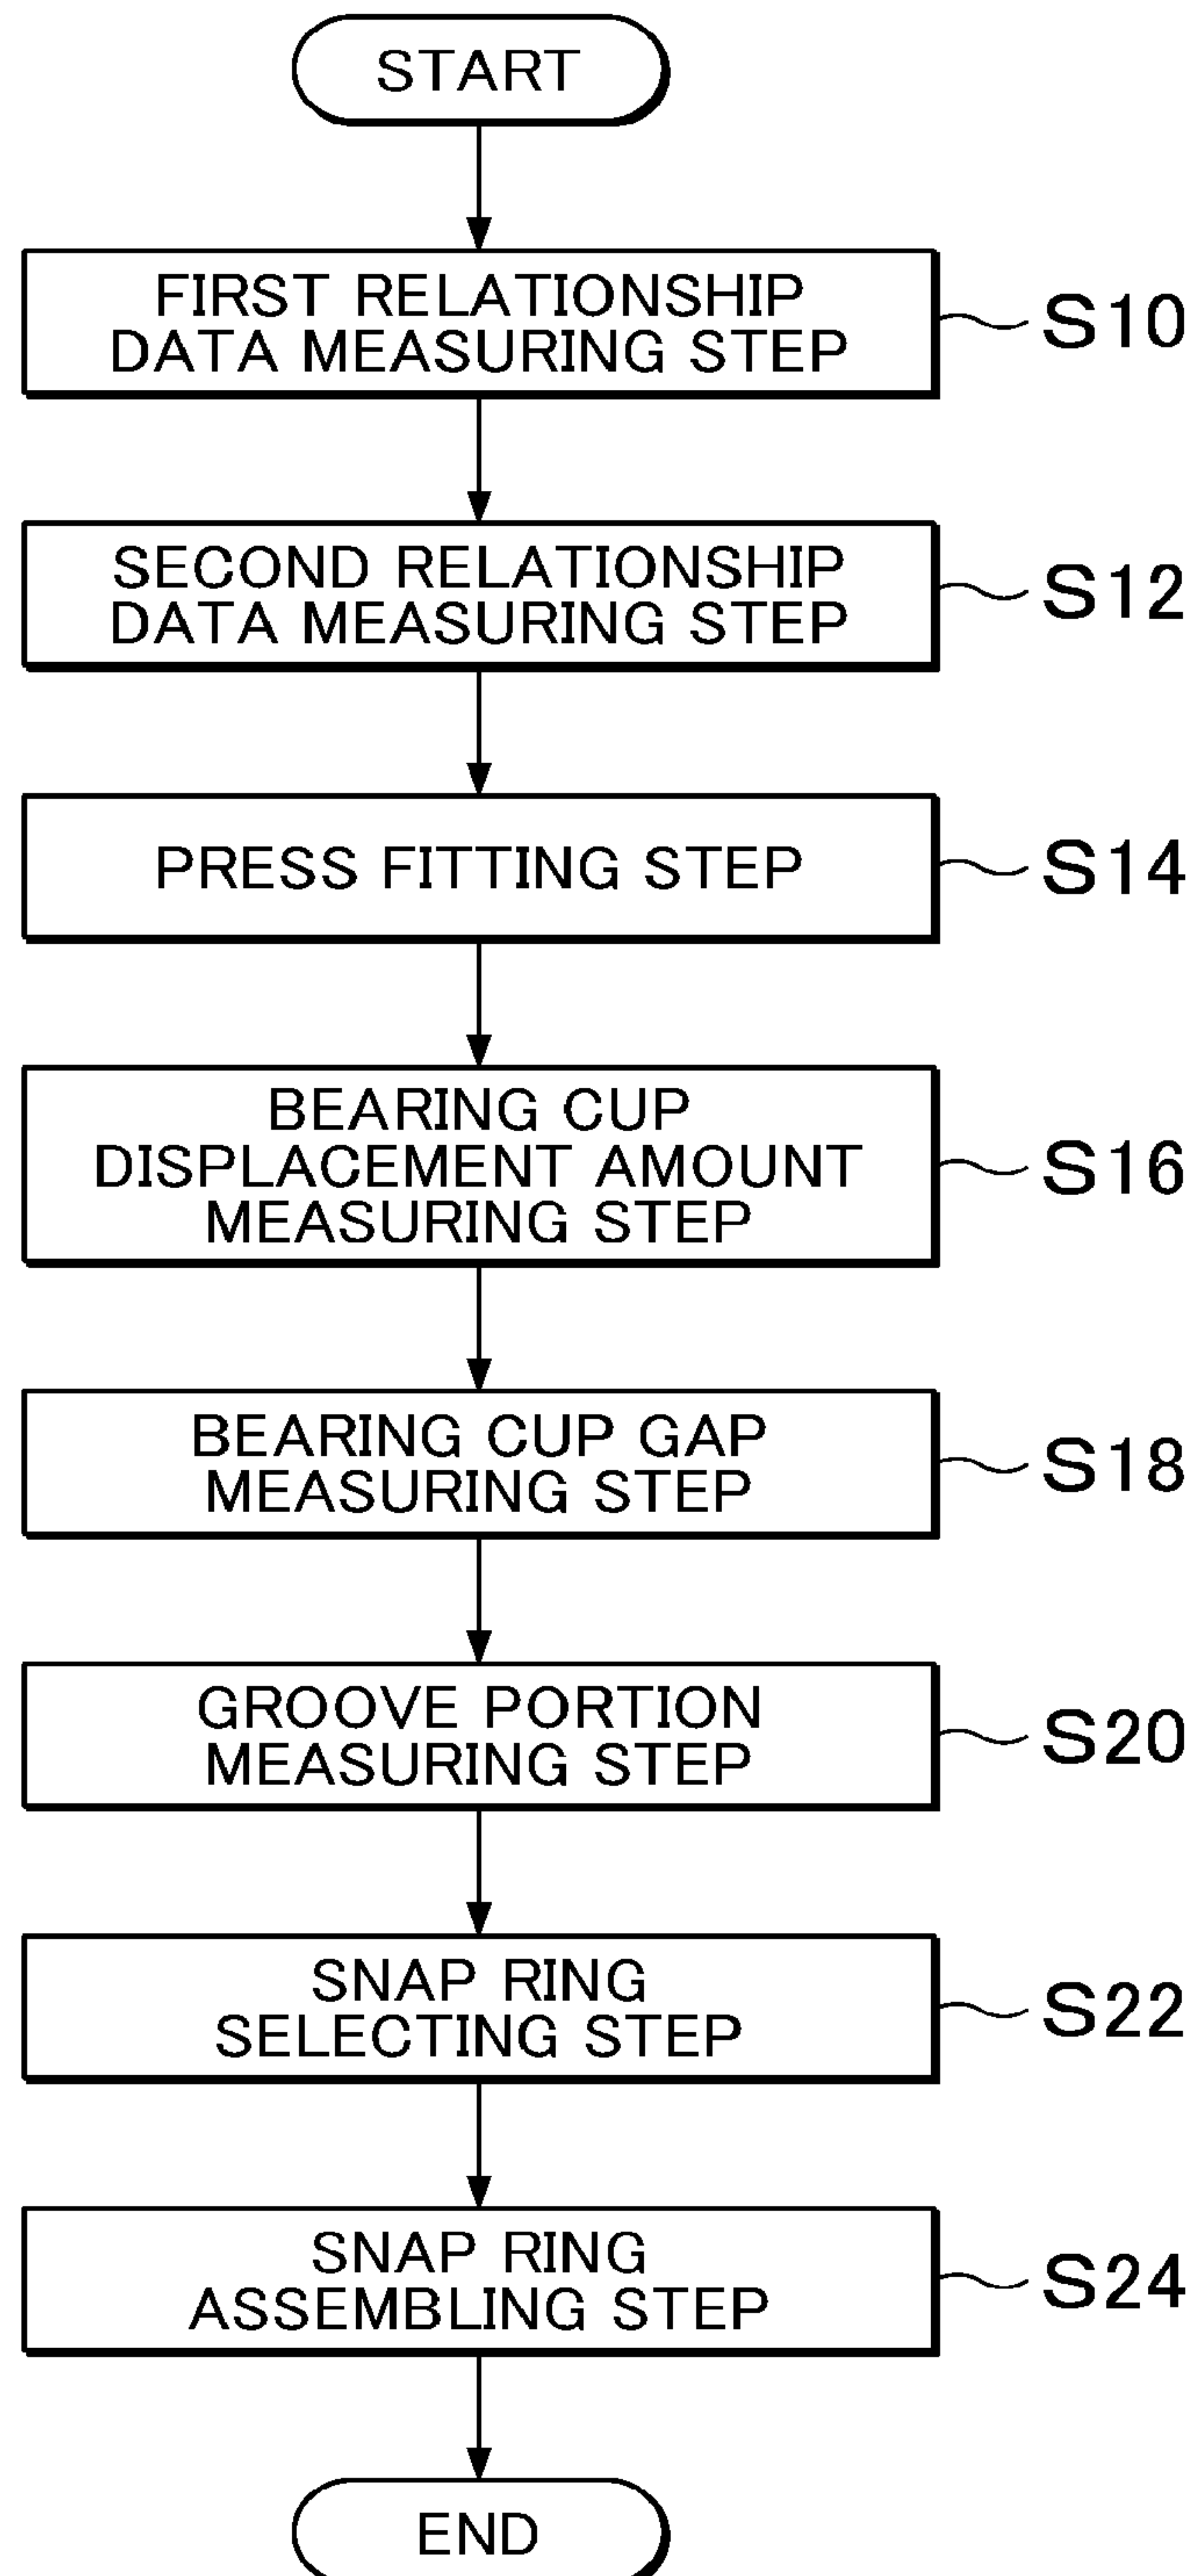 START
FIRST RELATIONSHIP
DATA MEASURING STEP
S10
SECOND RELATIONSHIP
DATA MEASURING STEP
S12
PRESS FITTING STEP
S14
BEARING CUP
DISPLACEMENT AMOUNT
MEASURING STEP
S16
BEARING CUP GAP
MEASURING STEP
S18
GROOVE PORTION
MEASURING STEP
S20
SNAP RING
SELECTING STEP
S22
SNAP RING
ASSEMBLING STEP
S24
END